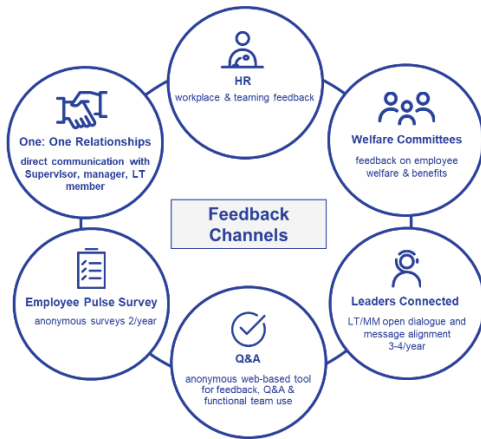 HR
workplace & teaming feedback
One: One Relationships
direct communication with
Supervisor, manager, LT
member
Welfare Committees
feedback on employee
welfare & benefits
Feedback
Channels
Employee Pulse Survey
anonymous surveys 2/year
Leaders Connected
LT/MM open dialogue and
message alignment
3-4/year
Q&A
anonymous web-based tool
for feedback, Q&A &
functional team use